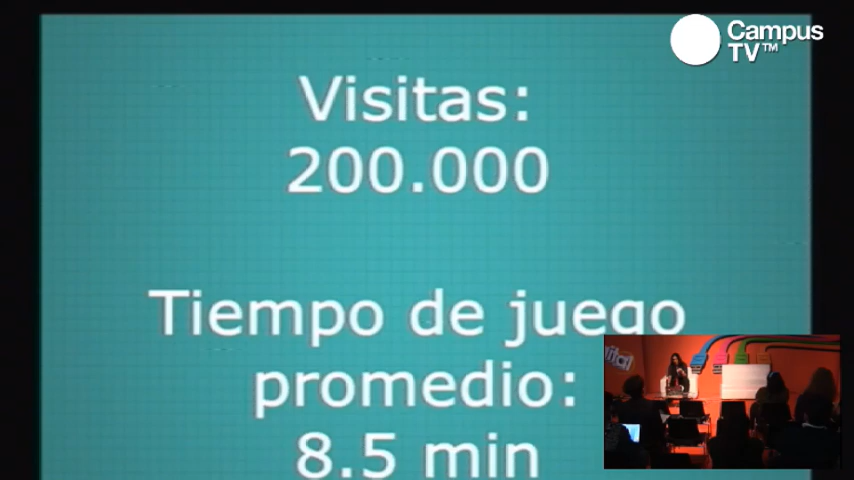 Campus
TV™
Visitas:
200.000
Tiempo de juego
promedio:
8.5 min